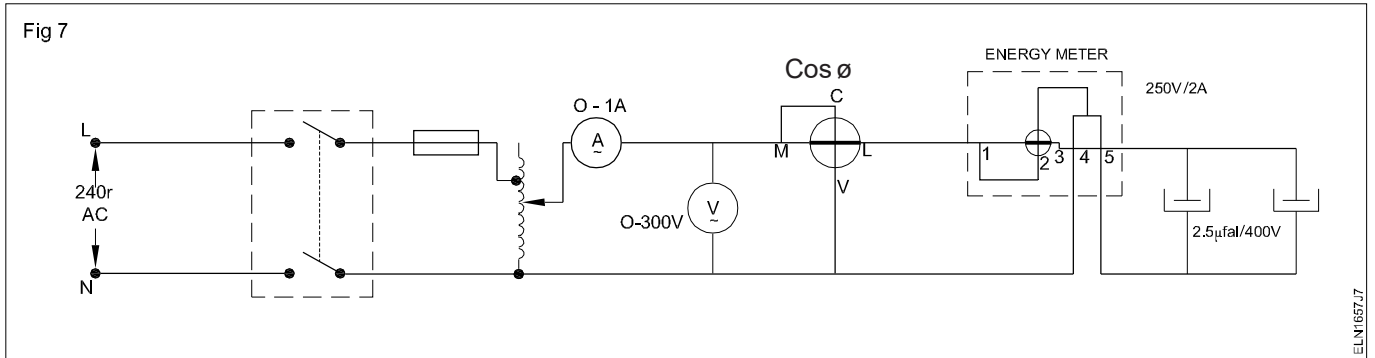 Fig 7
ENERGY METER
Cos ø
250V/2A
C
O - 1A
L
A
~
M
L
1
2
3
4
5
240r
AC
V
V
~
O-300V
2.5µfal/400V
N
ELN1657J7